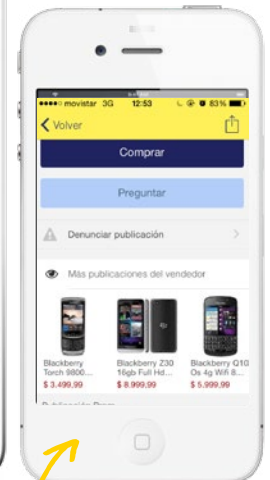 movistar 3G 12:53 83%
Volver
Comprar
Preguntar
Denunciar publicación
Más publicaciones del vendedor
Blackberry Torch 9800...
$ 3.499,99
Blackberry Z30 16gb Full Hd...
$ 8.999,99
Blackberry Q10 Os 4g Wifi 8...
$ 5.999,99